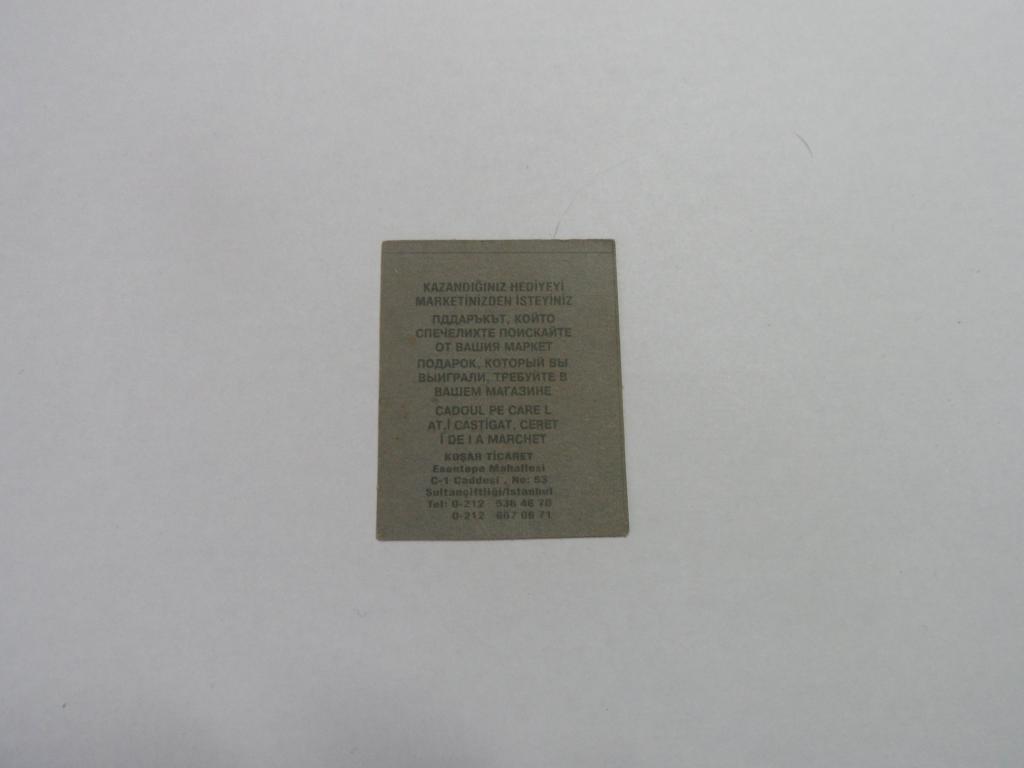 KAZANDIĞINIZ HEDİYEYİ
MARKETİNİZDEN İSTEYİNİZ
ПДДАРЪКЪТ, КОЙТО
СПЕЧЕЛИХТЕ ПОИСКАЙТЕ
ОТ ВАШИЯ МАРКЕТ
ПОДАРОК, КОТОРЫЙ ВЫ
ВЫИГРАЛИ, ТРЕБУЙТЕ В
ВАШЕМ МАГАЗИНЕ
CADOUL PE CARE L
AT,İ CASTİGAT, CERET
İ DE I A MARCHET
KOŞAR TİCARET
Esentepe Mahallesi
C-1 Caddesi , No: 53
Sultançiftliği/İstanbul
Tel: 0-212 536 46 70
0-212 667 06 71